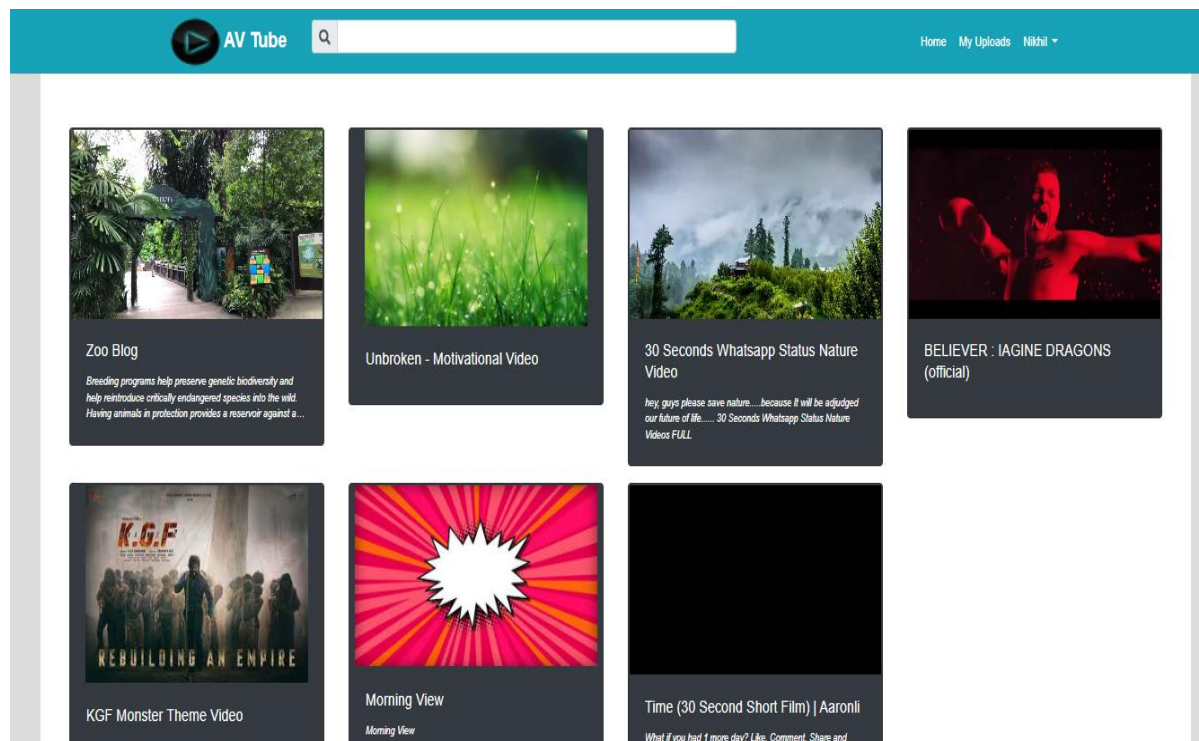 AV Tube
Home My Uploads Nikhil
Zoo Blog
Breeding programs help preserve genetic biodiversity and
help reintroduce critically endangered species into the wild.
Having animals in protection provides a reservoir against a…
Unbroken - Motivational Video
30 Seconds Whatsapp Status Nature
Video
hey, guys please save nature.....because It will be adjudged
our future of life...... 30 Seconds Whatsapp Status Nature
Videos FULL
BELIEVER : IAGINE DRAGONS
(official)
K.G.F
REBUILDING AN EMPIRE
KGF Monster Theme Video
Morning View
Morning View
Time (30 Second Short Film) | Aaronli
What if you had 1 more day? Like, Comment, Share and